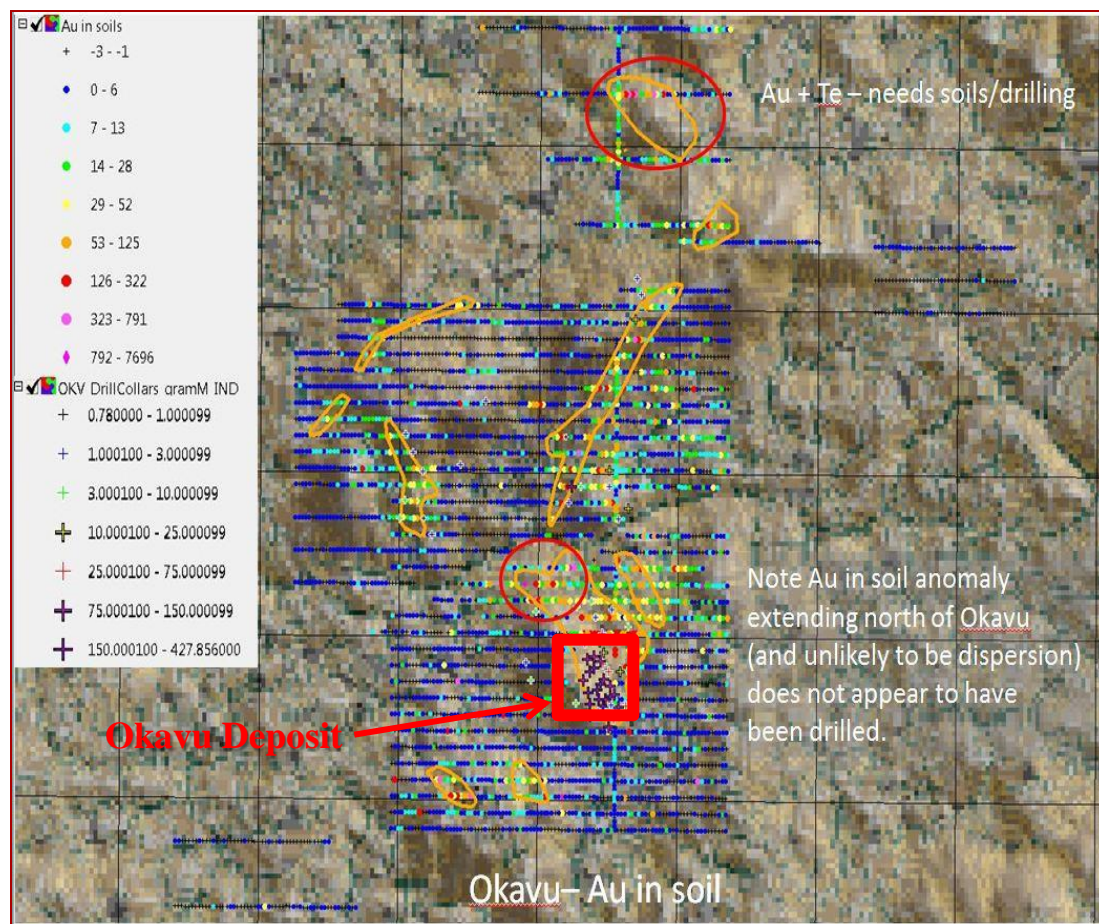 Au in soils
-3 - -1
0 - 6
7 - 13
14 - 28
29 - 52
53 - 125
126 - 322
323 - 791
792 - 7696
OKV_DrillCollars_gramM_IND
0.780000 - 1.000099
1.000100 - 3.000099
3.000100 - 10.000099
10.000100 - 25.000099
25.000100 - 75.000099
75.000100 - 150.000099
150.000100 - 427.856000
Au + Te – needs soils/drilling
Note Au in soil anomaly
extending north of Okavu
(and unlikely to be dispersion)
does not appear to have
been drilled.
Okavu Deposit
Okavu– Au in soil